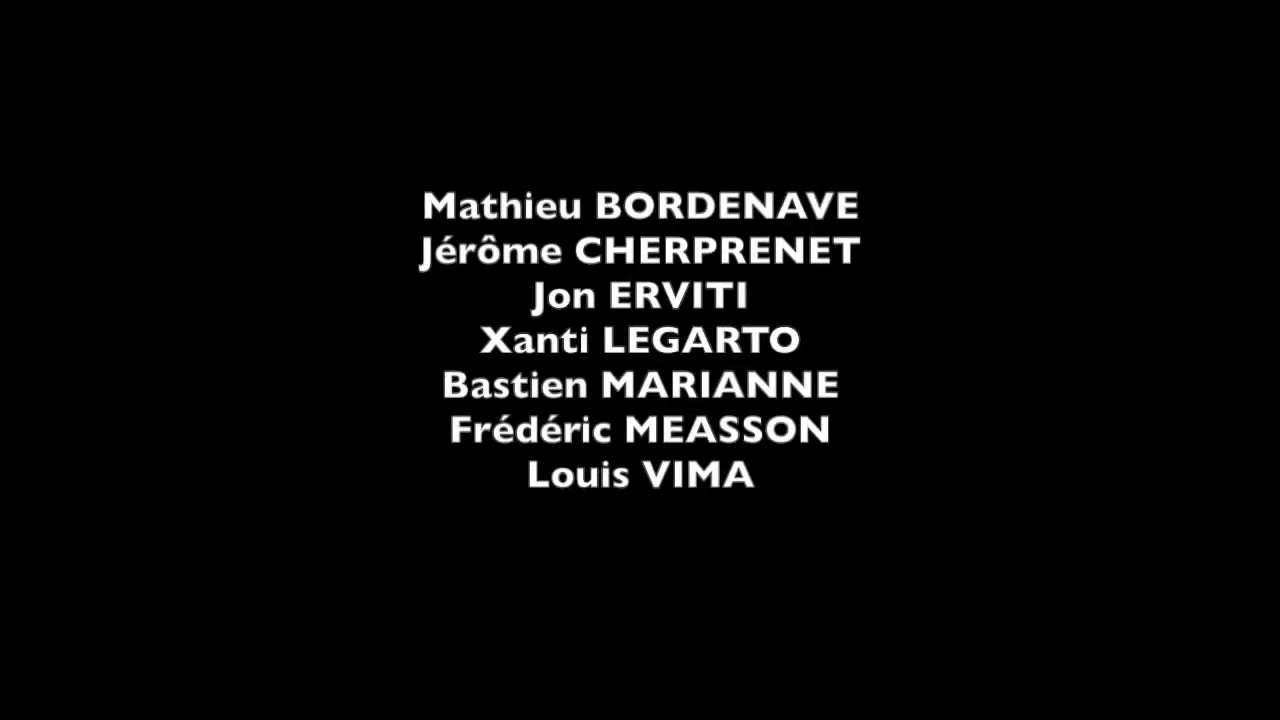 Mathieu BORDENAVE
Jérôme CHERPRENET
Jon ERVITI
Xanti LEGARTO
Bastien MARIANNE
Frédéric MEASSON
Louis VIMA